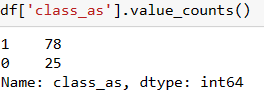 df['class_as'].value_counts()
1    78
0    25
Name: class_as, dtype: int64